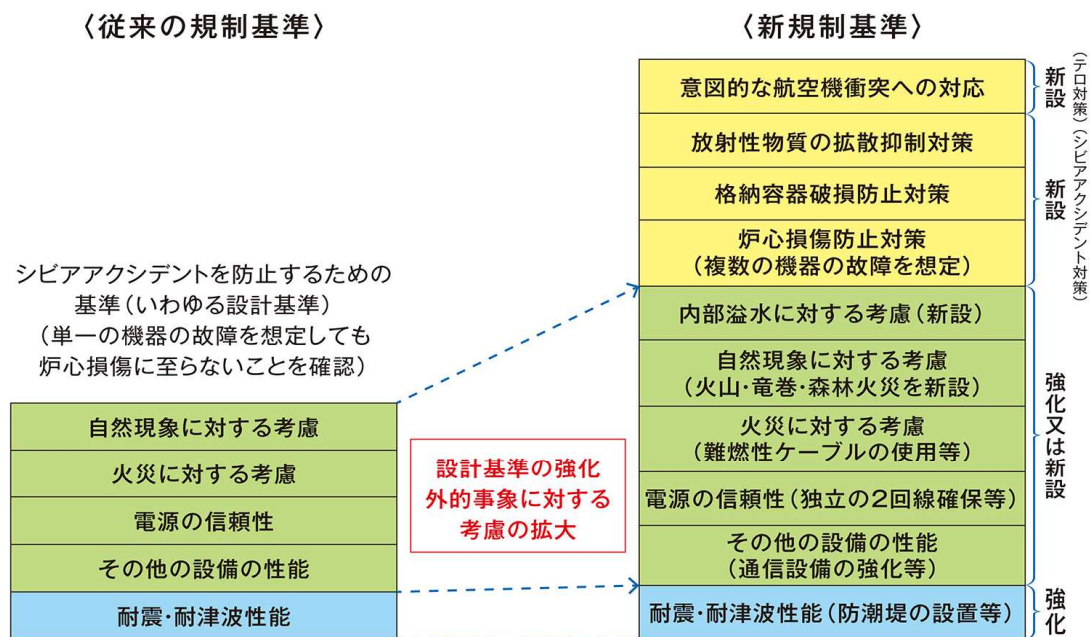 〈従来の規制基準〉
シビアアクシデントを防止するための
基準（いわゆる設計基準）
（単一の機器の故障を想定しても
炉心損傷に至らないことを確認）
自然現象に対する考慮
火災に対する考慮
電源の信頼性
その他の設備の性能
耐震・耐津波性能
設計基準の強化
外的事象に対する
考慮の拡大
〈新規制基準〉
意図的な航空機衝突への対応
放射性物質の拡散抑制対策
格納容器破損防止対策
炉心損傷防止対策
（複数の機器の故障を想定）
内部溢水に対する考慮（新設）
自然現象に対する考慮
（火山・竜巻・森林火災を新設）
火災に対する考慮
（難燃性ケーブルの使用等）
電源の信頼性（独立の2回線確保等）
その他の設備の性能
（通信設備の強化等）
耐震・耐津波性能（防潮堤の設置等）
新設
（テロ対策）
新設
（シビアアクシデント対策）
強化又は新設
強化